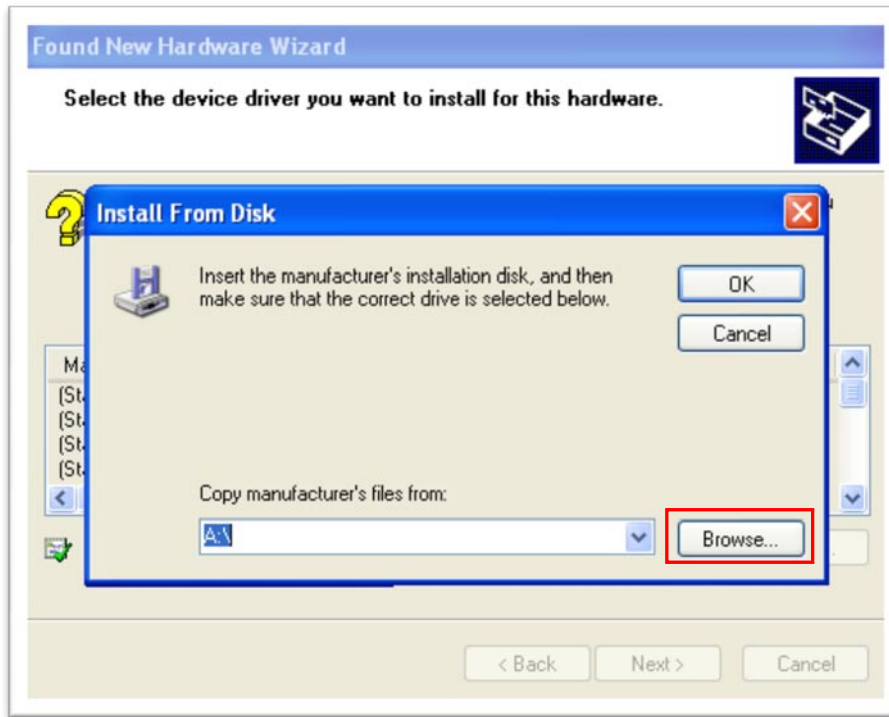 Found New Hardware Wizard
Select the device driver you want to install for this hardware.
Install From Disk
Insert the manufacturer's installation disk, and then
make sure that the correct drive is selected below.
OK
Cancel
Copy manufacturer's files from:
A:\
Browse...
< Back
Next >
Cancel